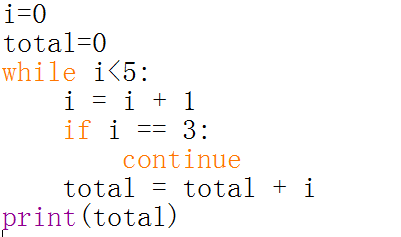 i=0
total=0
while i<5:
    i = i + 1
    if i == 3:
        continue
    total = total + i
print(total)